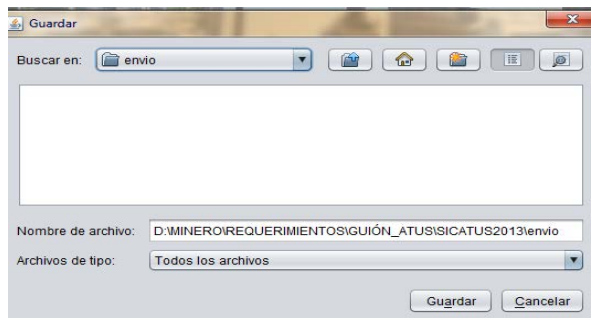 Guardar
Buscar en: envio
Nombre de archivo: D:\MINERO\REQUERIMIENTOS\GUIÓN_ATUS\SICATUS2013\envio
Archivos de tipo: Todos los archivos
Guardar Cancelar